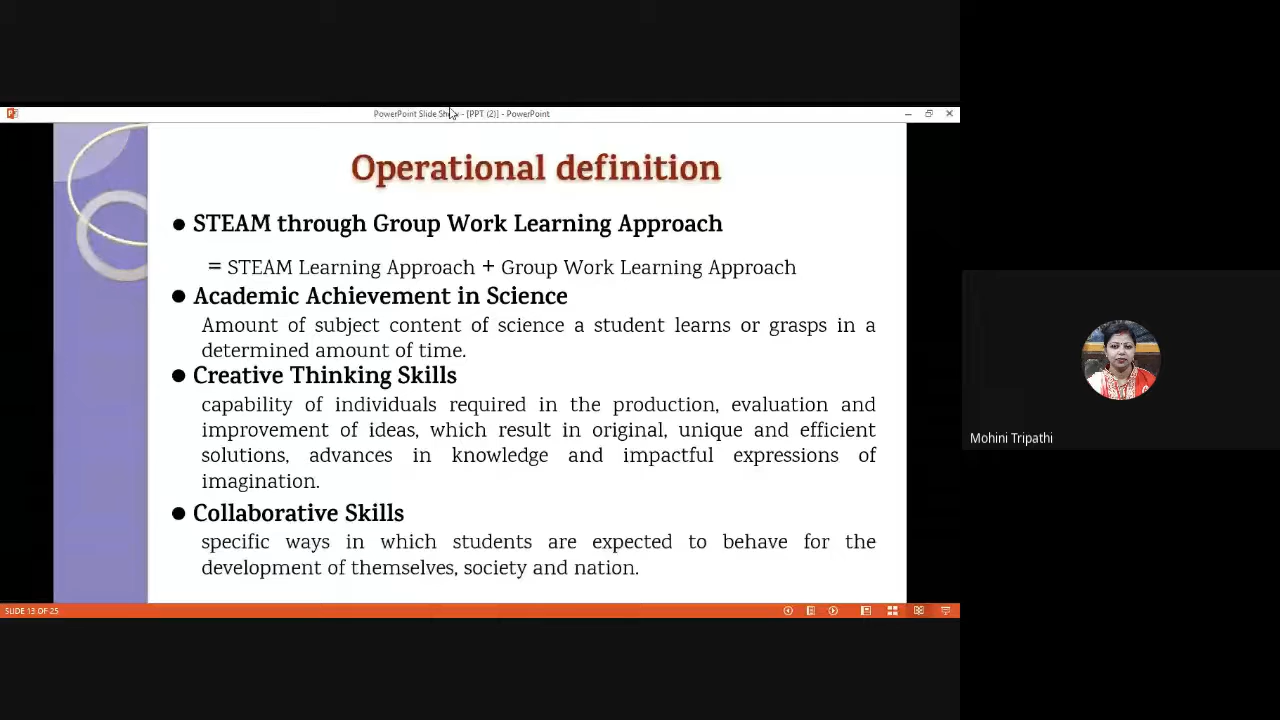 PowerPoint Slide Show - [PPT (2)] - PowerPoint
Operational definition
● STEAM through Group Work Learning Approach
= STEAM Learning Approach + Group Work Learning Approach
● Academic Achievement in Science
Amount of subject content of science a student learns or grasps in a
determined amount of time.
● Creative Thinking Skills
capability of individuals required in the production, evaluation and
improvement of ideas, which result in original, unique and efficient
solutions, advances in knowledge and impactful expressions of
imagination.
● Collaborative Skills
specific ways in which students are expected to behave for the
development of themselves, society and nation.
Mohini Tripathi
SLIDE 13 OF 25